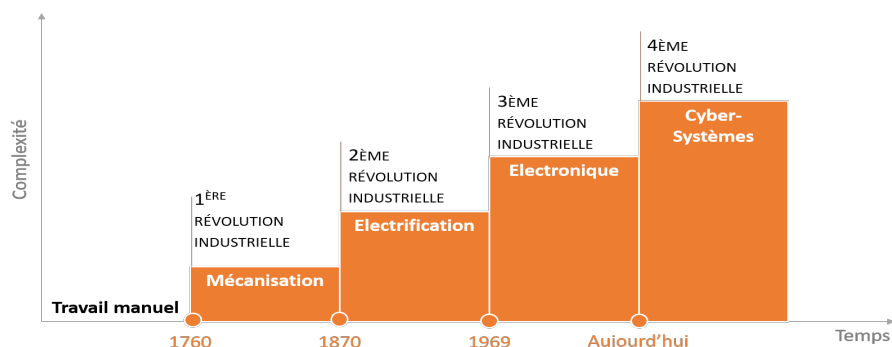 Complexité
Travail manuel
1ÈRE
RÉVOLUTION
INDUSTRIELLE
Mécanisation
1760
2ÈME
RÉVOLUTION
INDUSTRIELLE
Electrification
1870
3ÈME
RÉVOLUTION
INDUSTRIELLE
Electronique
1969
4ÈME
RÉVOLUTION
INDUSTRIELLE
Cyber-
Systèmes
Aujourd'hui
Temps